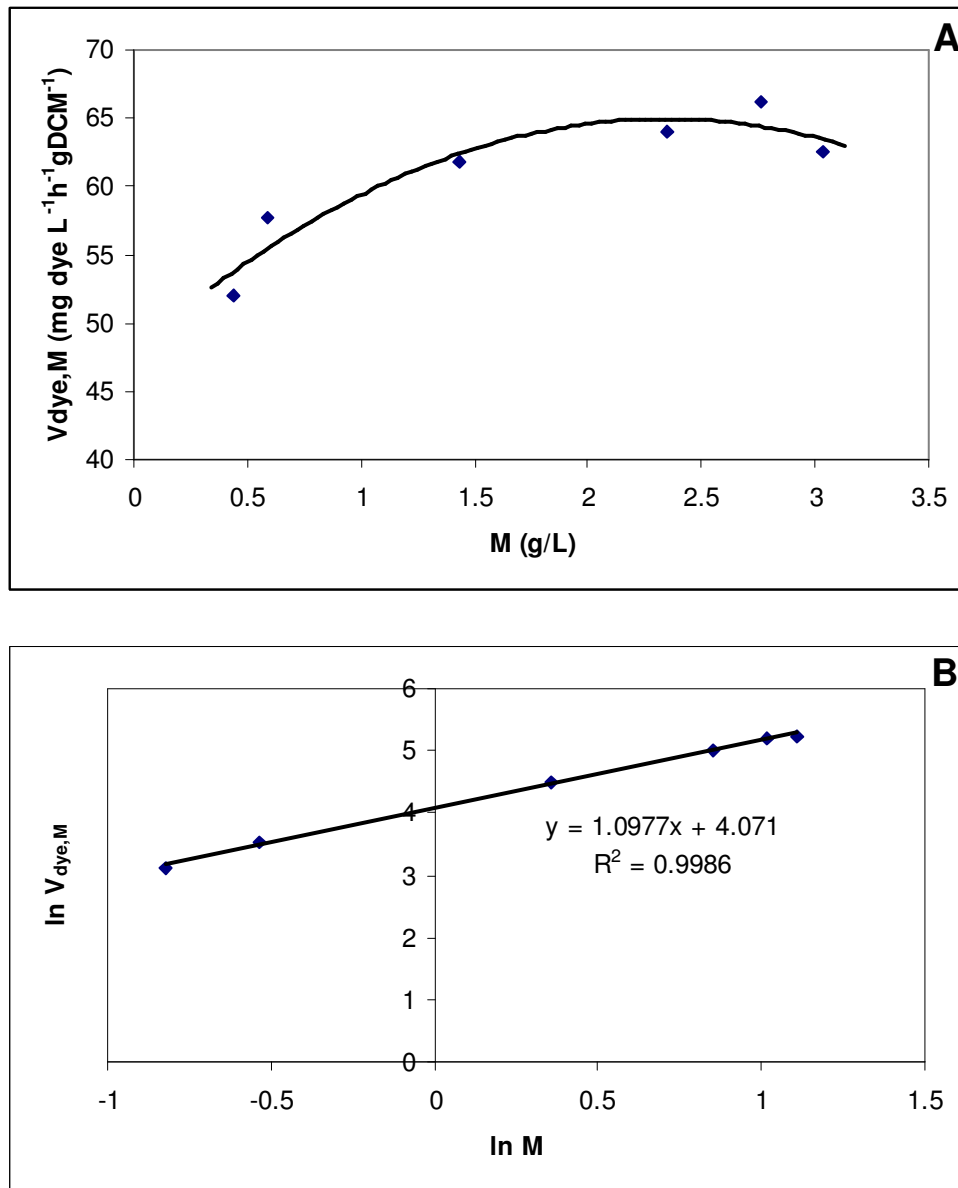 A
70
65
60
55
50
45
40
0 0.5 1 1.5 2 2.5 3 3.5
Vdye,M (mg dye L⁻¹h⁻¹gDCM⁻¹)
M (g/L)
B
6
5
4
3
2
1
0
y = 1.0977x + 4.071
R² = 0.9986
-1 -0.5 0 0.5 1 1.5
ln V_dye,M
ln M